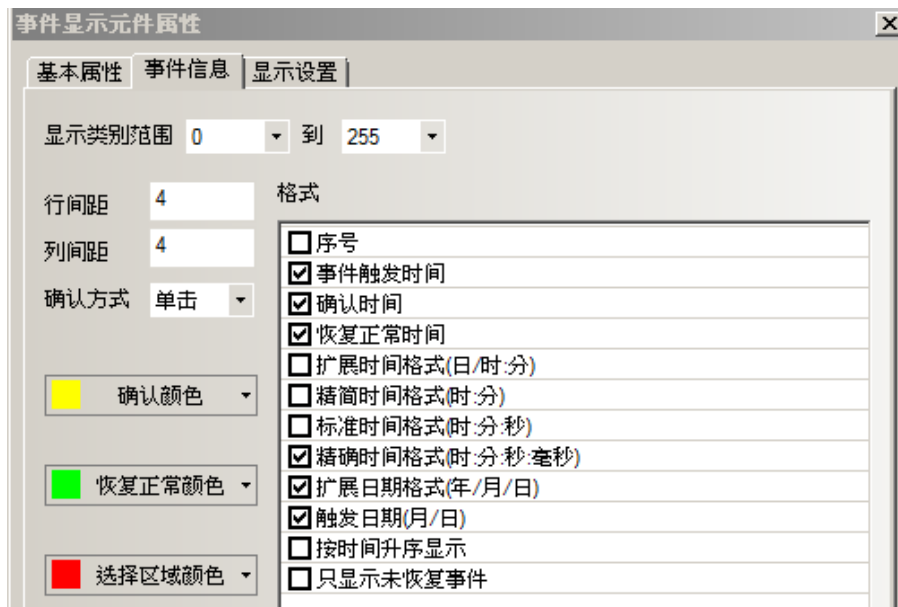 事件显示元件属性
基本属性 事件信息 显示设置
显示类别范围 0 到 255
行间距 4
列间距 4
确认方式 单击
确认颜色
恢复正常颜色
选择区域颜色
格式
序号
事件触发时间
确认时间
恢复正常时间
扩展时间格式(日/时:分)
精简时间格式(时:分)
标准时间格式(时:分:秒)
精确时间格式(时:分:秒:毫秒)
扩展日期格式(年/月/日)
触发日期(月/日)
按时间升序显示
只显示未恢复事件